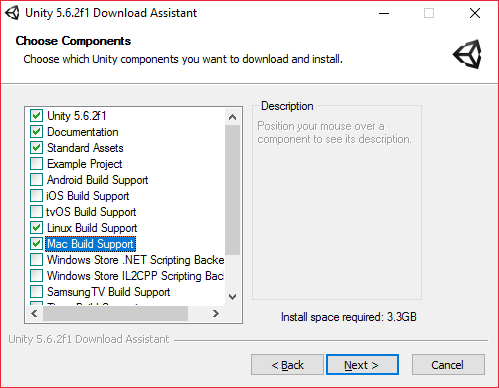 Unity 5.6.2f1 Download Assistant
Choose Components
Choose which Unity components you want to download and install.
Unity 5.6.2f1
Documentation
Standard Assets
Example Project
Android Build Support
iOS Build Support
tvOS Build Support
Linux Build Support
Mac Build Support
Windows Store .NET Scripting Backe
Windows Store IL2CPP Scripting Bac
SamsungTV Build Support
Description
Position your mouse over a
component to see its description.
Install space required: 3.3GB
Unity 5.6.2f1 Download Assistant
< Back
Next >
Cancel